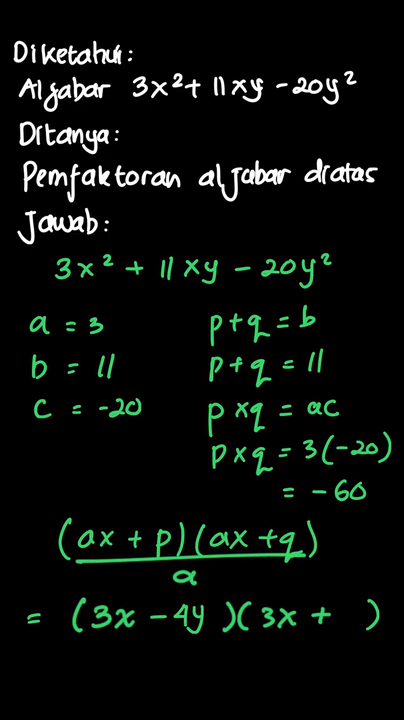 Diketahui:
Aljabar 3x² + 11xy - 20y²
Ditanya:
Pemfaktoran aljabar diatas
Jawab:
3x² + 11xy - 20y²
a = 3 p+q = b
b = 11 p+q = 11
c = -20 p×q = ac
p×q = 3(-20)
= -60
(ax + p)(ax + q)
a
= (3x - 4y)(3x + )